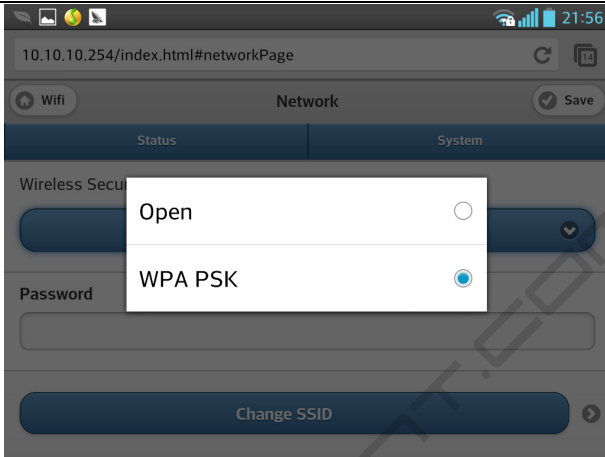 21:56
10.10.10.254/index.html#networkPage
14
Wifi
Network
Save
Status
System
Wireless Secu
Open
WPA PSK
Password
Change SSID